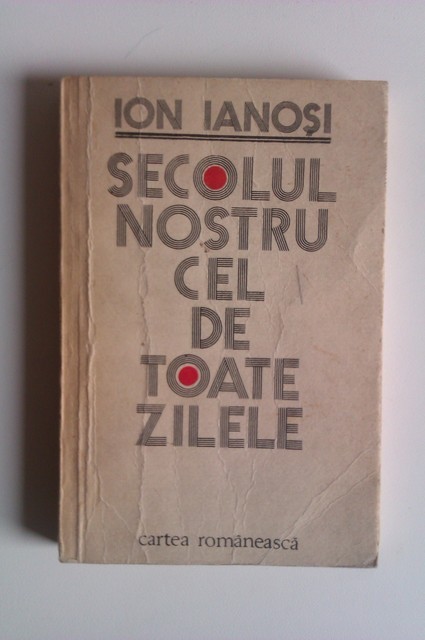 ION IANOȘI
SECOLUL
NOSTRU
CEL
DE
TOATE
ZILELE
cartea românească